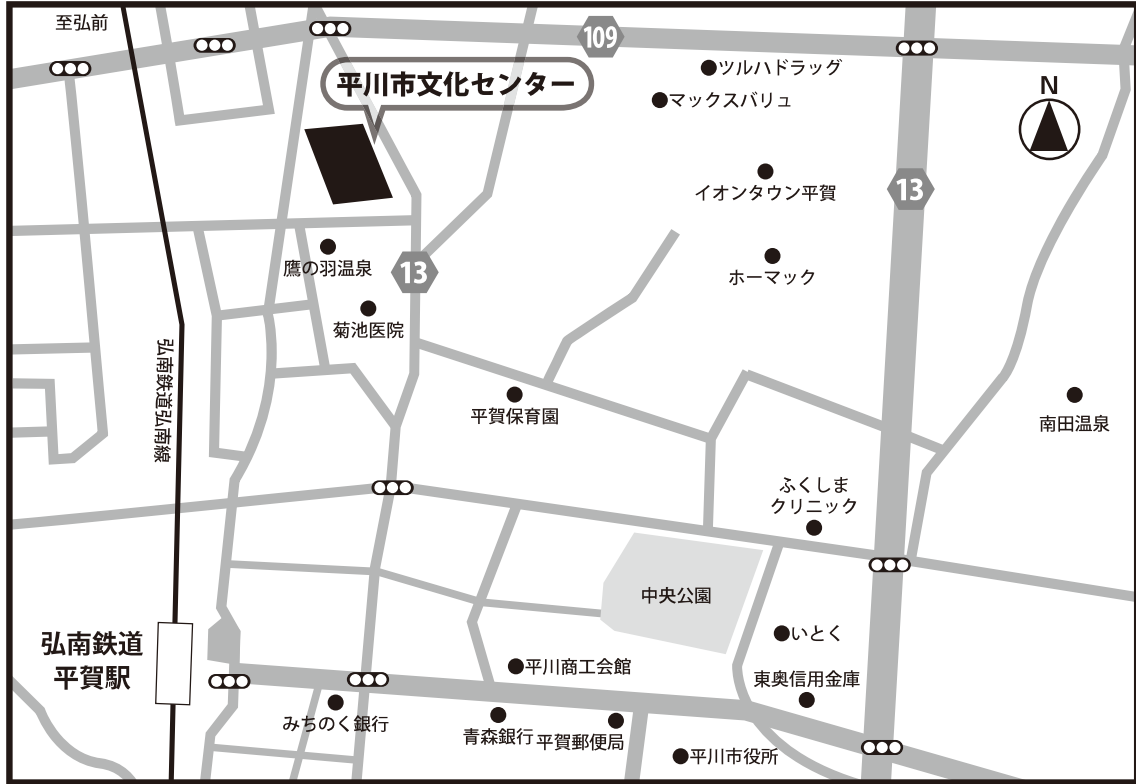 至弘前
109
ツルハドラッグ
平川市文化センター
マックスバリュ
N
イオンタウン平賀
13
鷹の羽温泉
13
ホーマック
菊池医院
弘南鉄道弘南線
平賀保育園
南田温泉
ふくしま
クリニック
中央公園
弘南鉄道
平賀駅
いとく
平川商工会館
東奥信用金庫
みちのく銀行
青森銀行
平賀郵便局
平川市役所